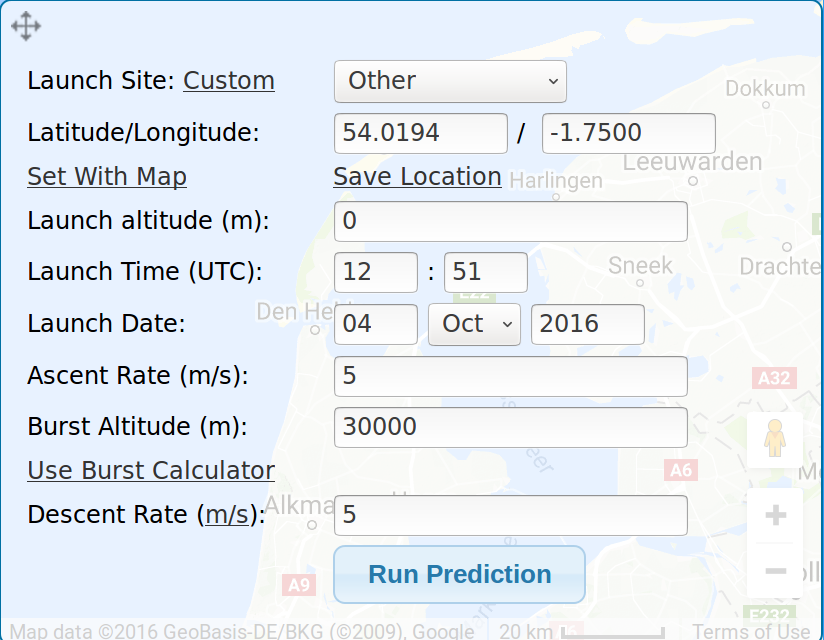 Launch Site: Custom Other
Dokkum
Latitude/Longitude: 54.0194 / -1.7500
Leeuwarden
Set With Map Save Location Harlingen
Launch altitude (m): 0
Launch Time (UTC): 12 : 51 Sneek Drachte
E22
Den He
Launch Date: 04 Oct 2016
Ascent Rate (m/s): 5 A32
Burst Altitude (m): 30000
Use Burst Calculator A6
Alkma
Descent Rate (m/s): 5
Run Prediction
A9
E232
Map data ©2016 GeoBasis-DE/BKG (©2009), Google 20 km Terms of Use